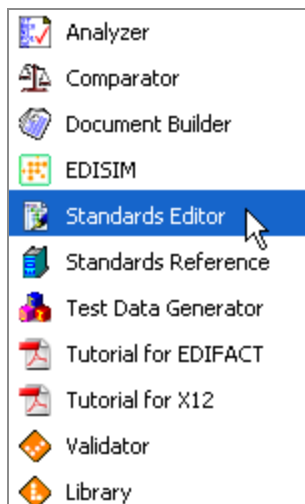 Analyzer
Comparator
Document Builder
EDISIM
Standards Editor
Standards Reference
Test Data Generator
Tutorial for EDIFACT
Tutorial for X12
Validator
Library